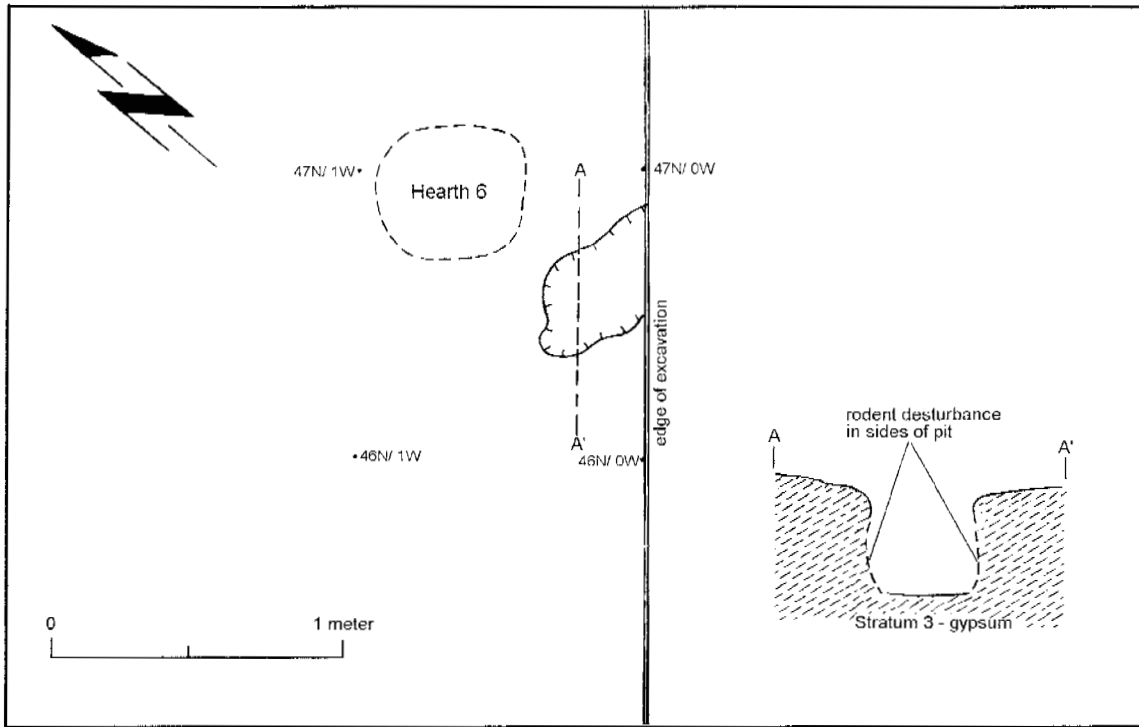 47N/ 1W
Hearth 6
A
47N/ 0W
edge of excavation
A'
46N/ 1W
46N/ 0W
rodent desturbance
in sides of pit
A
A'
Stratum 3 - gypsum
0
1 meter